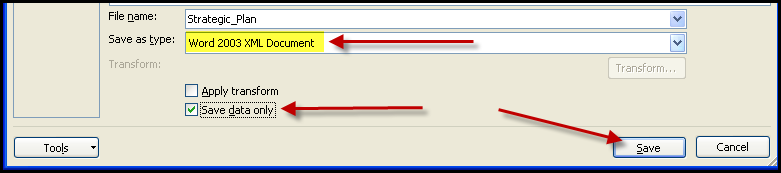 File name: Strategic_Plan
Save as type: Word 2003 XML Document
Transform: Transform...
Apply transform
Save data only
Tools Save Cancel